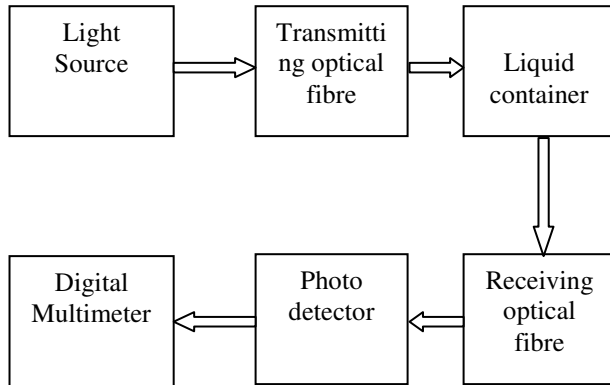 Light
Source
Transmitti
ng optical
fibre
Liquid
container
Receiving
optical
fibre
Photo
detector
Digital
Multimeter